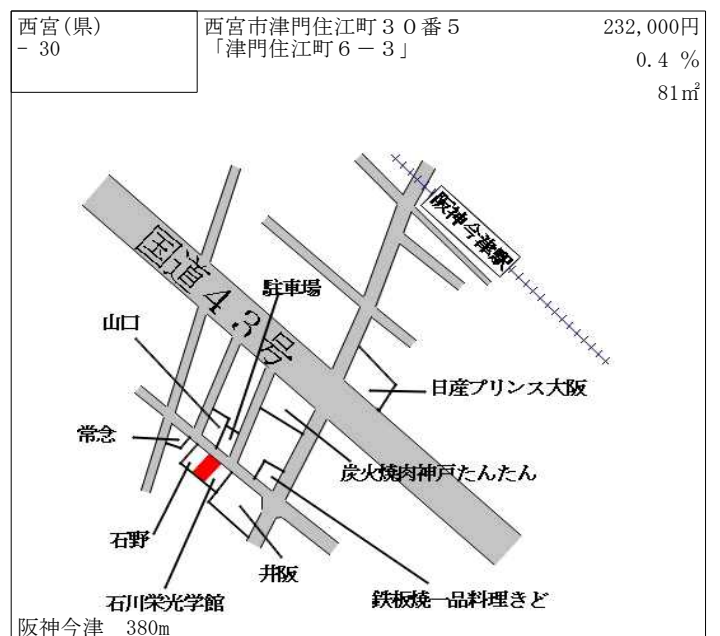 西宮(県)
- 30
西宮市津門住江町３０番５
「津門住江町６－３」
232,000円
0.4 %
81㎡
阪神今津駅
国道４３号
駐車場
山口
日産プリンス大阪
常念
炭火焼肉神戸たんたん
石野
井阪
石川栄光学館
鉄板焼一品料理きど
阪神今津　380m